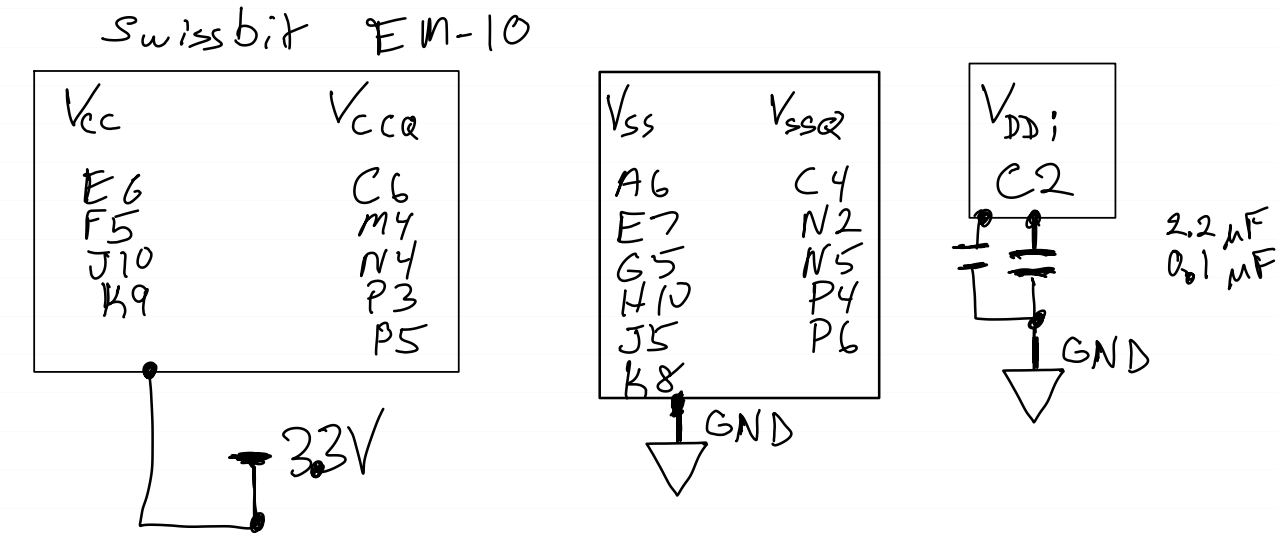 Swissbit EM-10
Vcc VccQ
E6 C6
F5 M4
J10 N4
K9 P3
P5
3.3V
Vss VssQ
A6 C4
E7 N2
G5 N5
H10 P4
J5 P6
K8
GND
VDDi
C2
2.2 µF
0.1 µF
GND